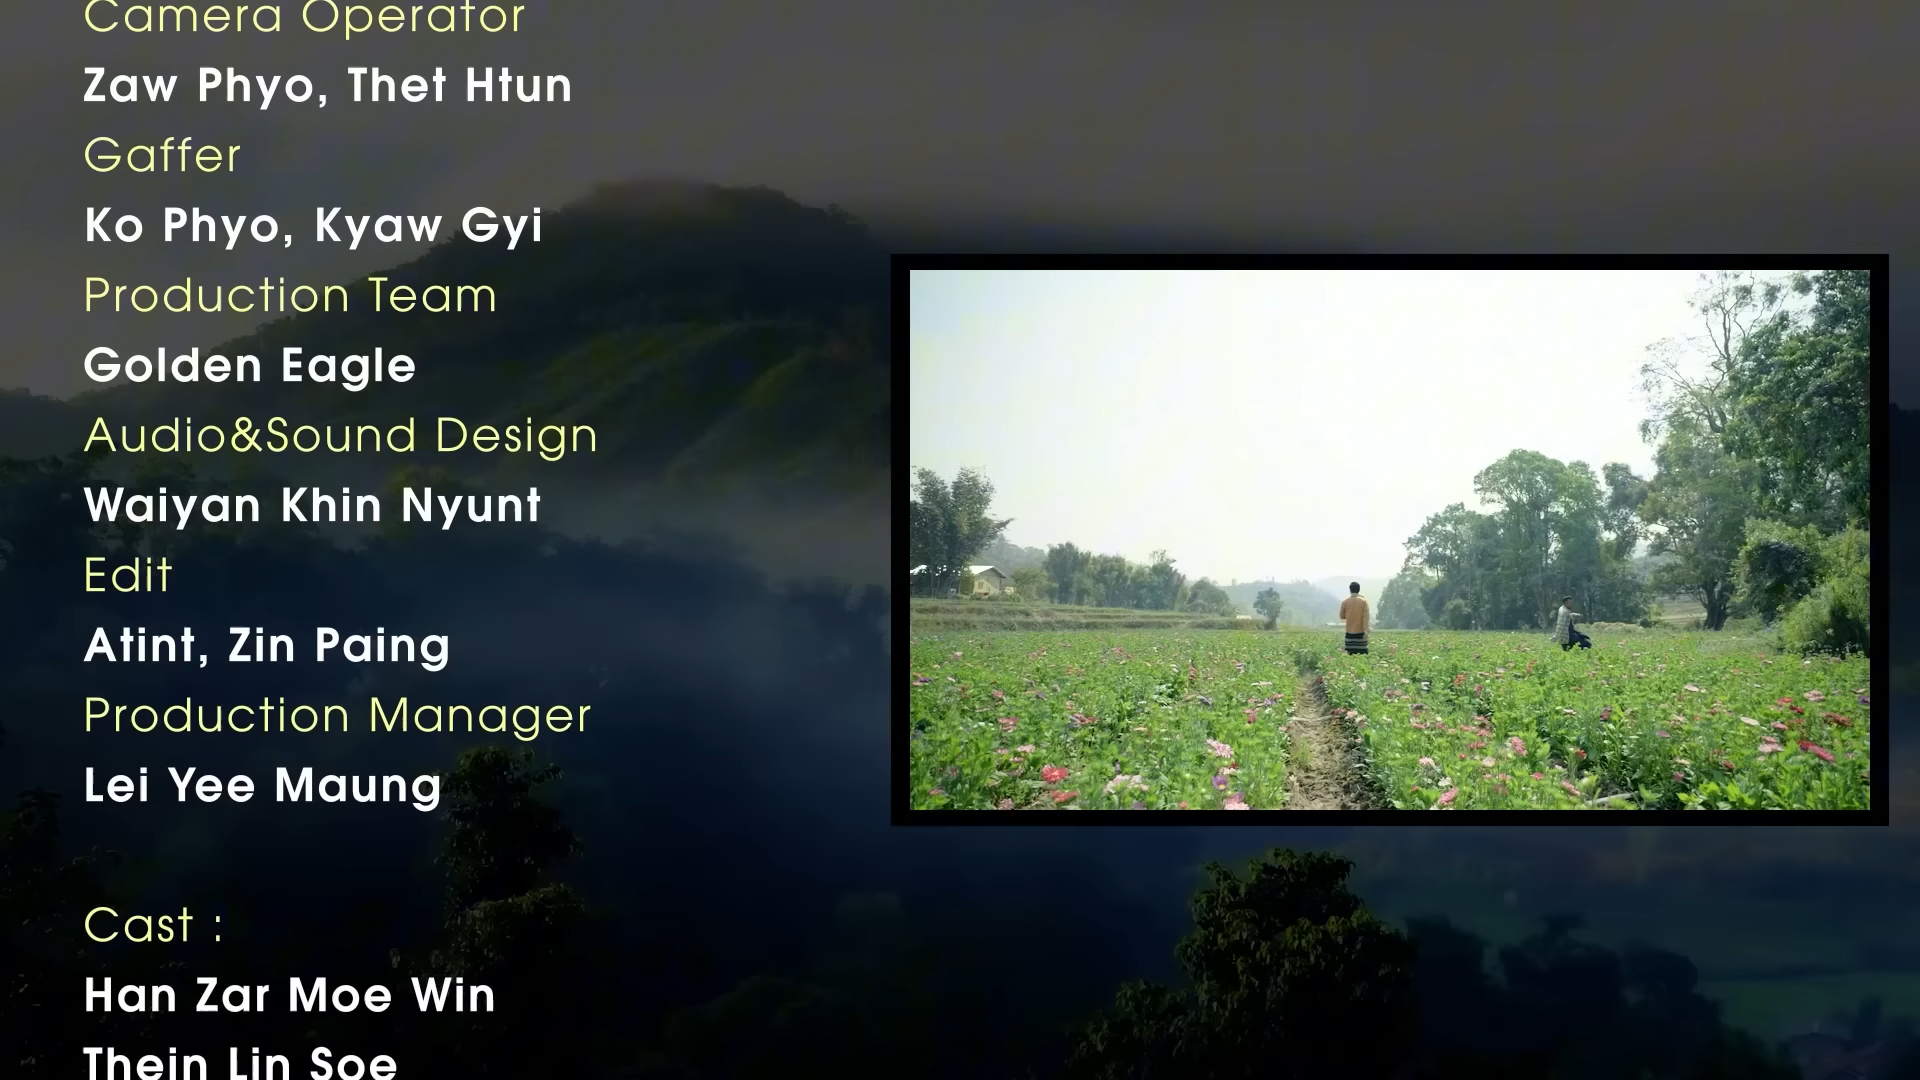 Camera Operator
Zaw Phyo, Thet Htun
Gaffer
Ko Phyo, Kyaw Gyi
Production Team
Golden Eagle
Audio&Sound Design
Waiyan Khin Nyunt
Edit
Atint, Zin Paing
Production Manager
Lei Yee Maung
Cast :
Han Zar Moe Win
Thein Lin Soe